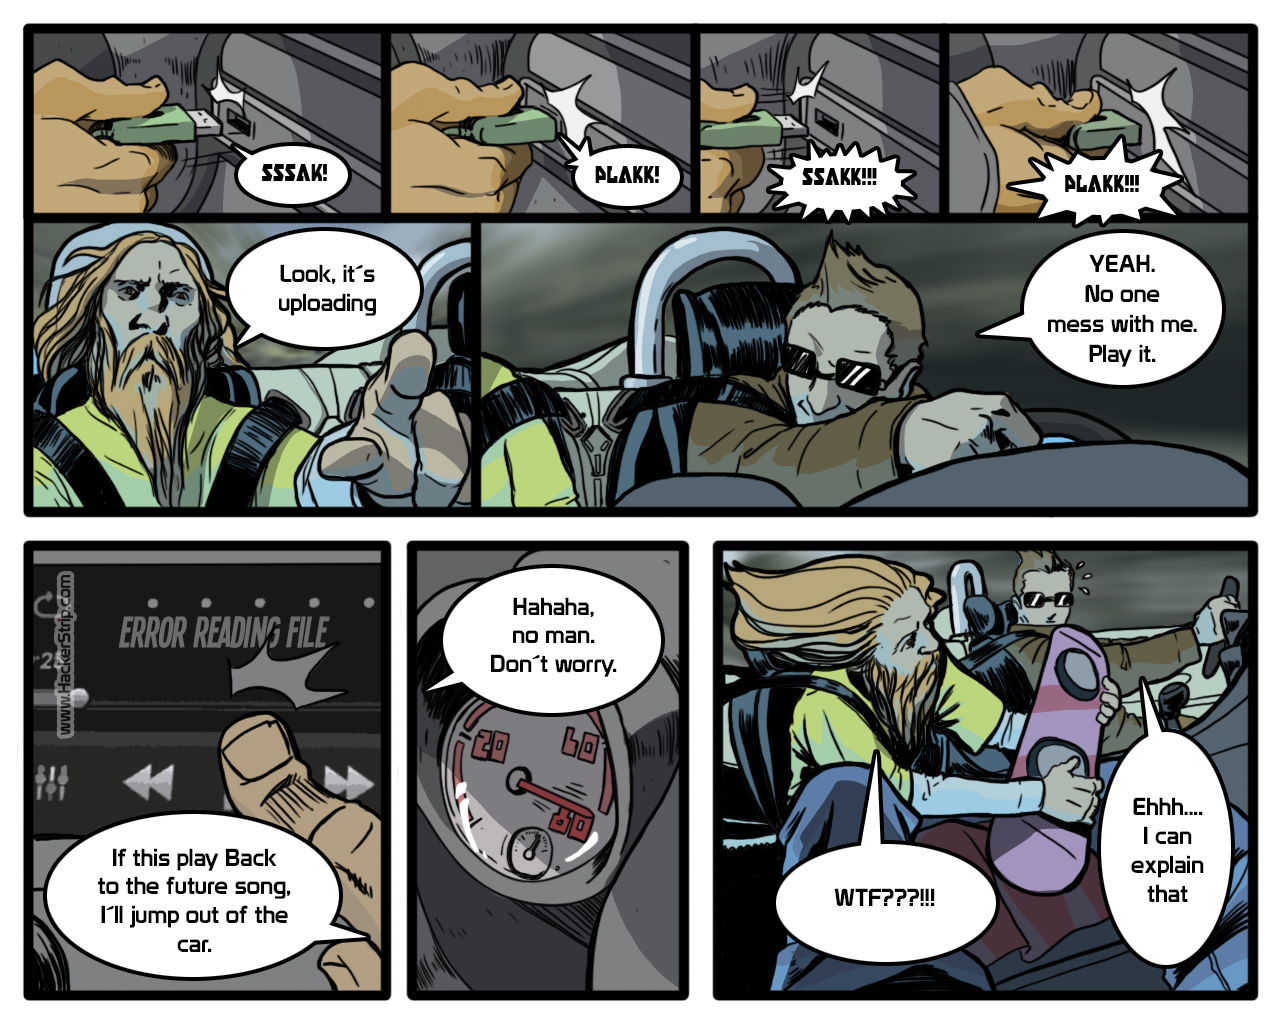 SSSAK!
PLAKK!
SSAKK!!!
PLAKK!!!
Look, it´s
uploading
YEAH.
No one
mess with me.
Play it.
ERROR READING FILE
www.HackerStrip.com
If this play Back
to the future song,
I´ll jump out of the
car.
Hahaha,
no man.
Don´t worry.
20
60
80
WTF???!!!
Ehhh....
I can
explain
that